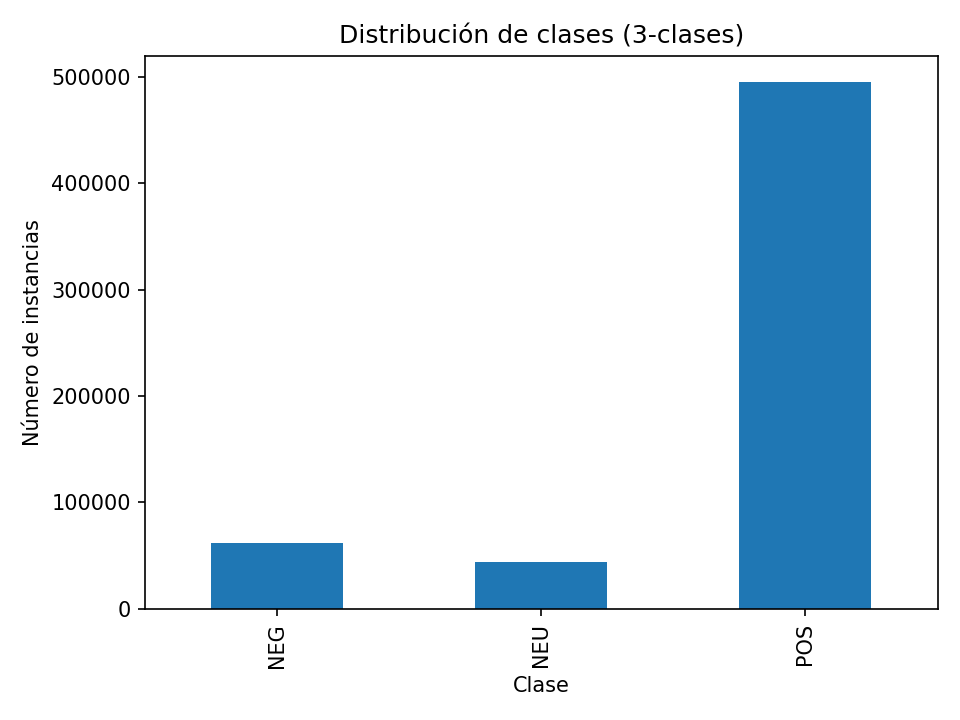 Distribución de clases (3-clases)
500000
400000
300000
200000
100000
0
Número de instancias
NEG
NEU
POS
Clase